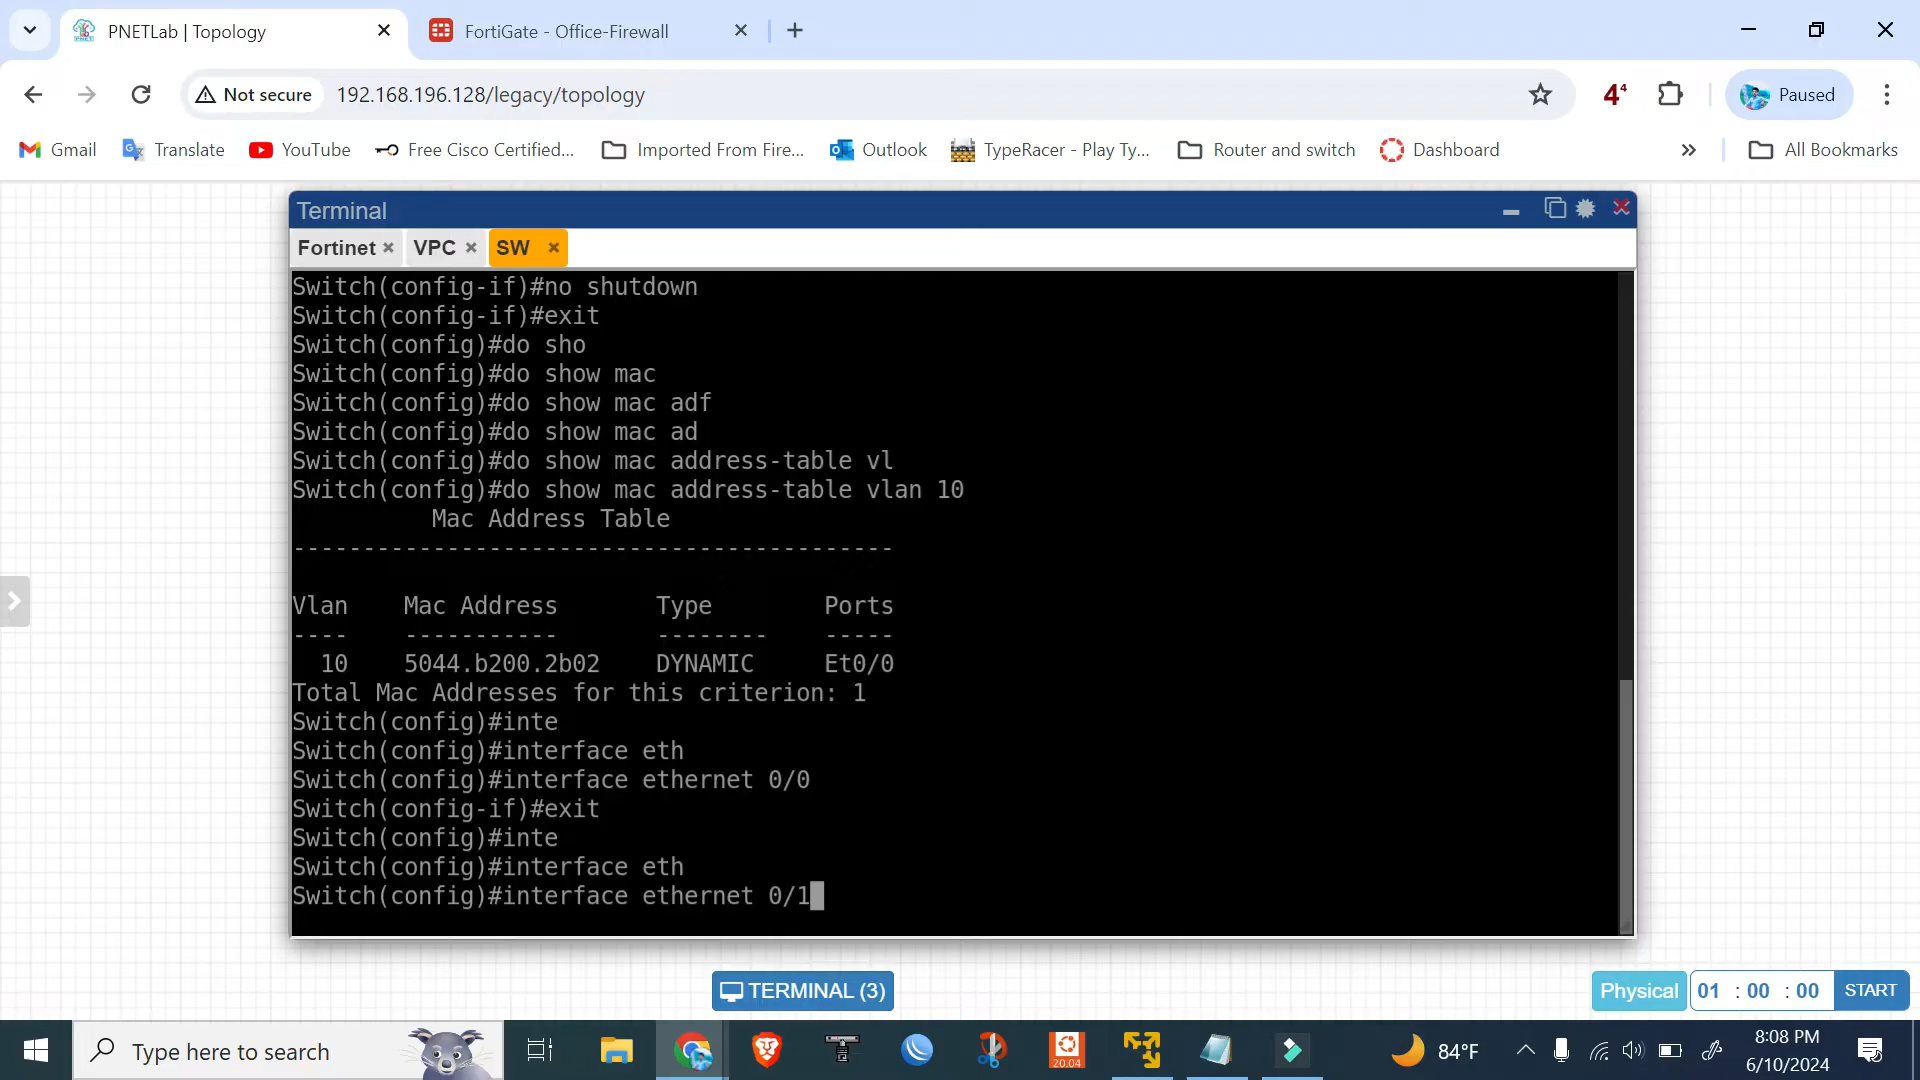 PNETLab | Topology
FortiGate - Office-Firewall
Not secure
192.168.196.128/legacy/topology
4⁴
Paused
Gmail
Translate
YouTube
Free Cisco Certified...
Imported From Fire...
Outlook
TypeRacer - Play Ty...
Router and switch
Dashboard
All Bookmarks
Terminal
Fortinet × VPC × SW ×
Switch(config-if)#no shutdown
Switch(config-if)#exit
Switch(config)#do sho
Switch(config)#do show mac
Switch(config)#do show mac adf
Switch(config)#do show mac ad
Switch(config)#do show mac address-table vl
Switch(config)#do show mac address-table vlan 10
Mac Address Table
-------------------------------------------
Vlan    Mac Address       Type        Ports
----    -----------       --------    -----
10    5044.b200.2b02    DYNAMIC     Et0/0
Total Mac Addresses for this criterion: 1
Switch(config)#inte
Switch(config)#interface eth
Switch(config)#interface ethernet 0/0
Switch(config-if)#exit
Switch(config)#inte
Switch(config)#interface eth
Switch(config)#interface ethernet 0/1
TERMINAL (3)
Physical
01 : 00 : 00
START
Type here to search
20.04
84°F
8:08 PM
6/10/2024